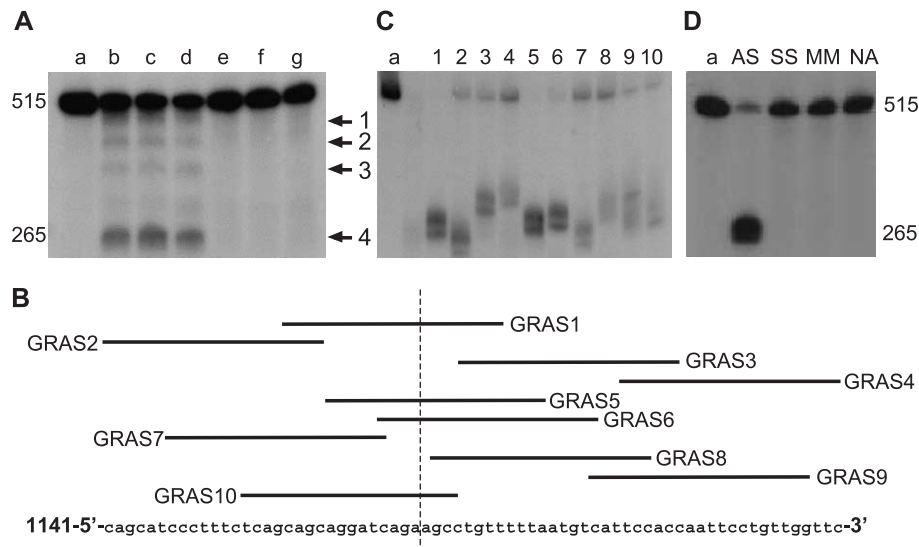 A
a b c d e f g
515
265
1
2
3
4
C
a 1 2 3 4 5 6 7 8 9 10
D
a AS SS MM NA
515
265
B
GRAS1
GRAS2
GRAS3
GRAS4
GRAS5
GRAS6
GRAS7
GRAS8
GRAS9
GRAS10
1141-5’-cagcatccctttctcagcagcaggatcagaagcctgtttttaatgtcattccaccaattcctgttggttc-3’